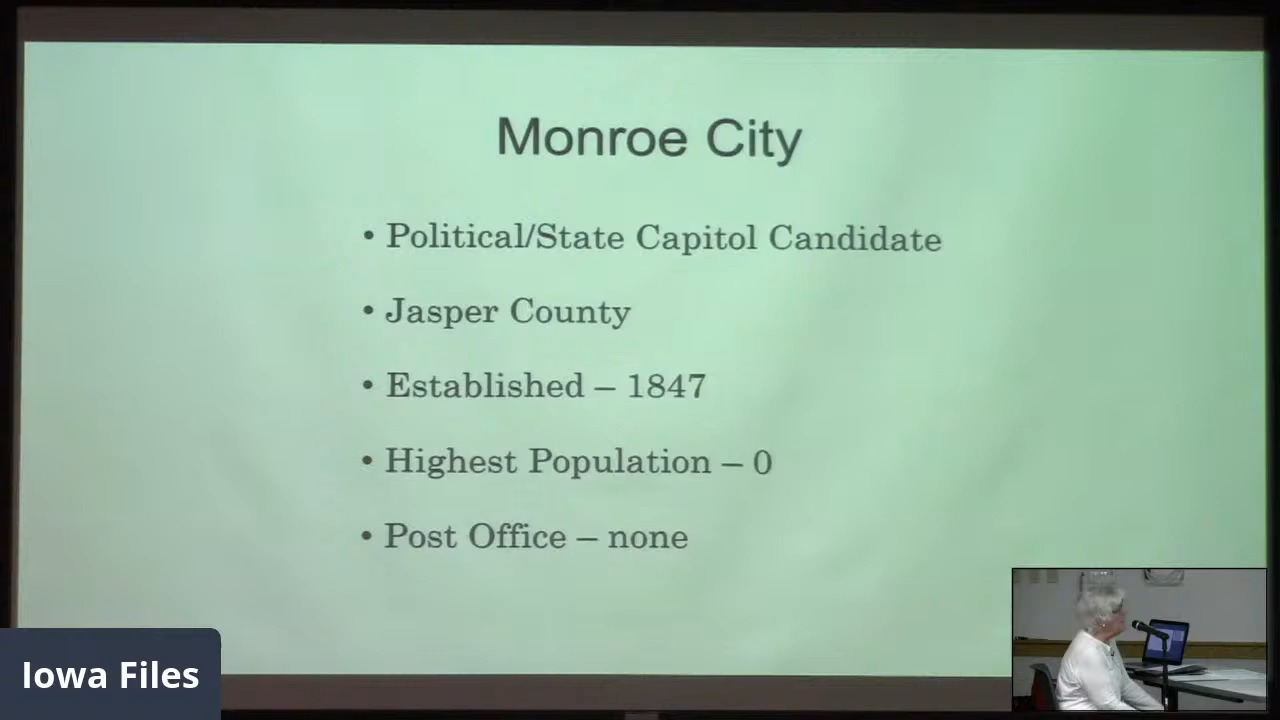 Monroe City
• Political/State Capitol Candidate
• Jasper County
• Established – 1847
• Highest Population – 0
• Post Office – none
Iowa Files